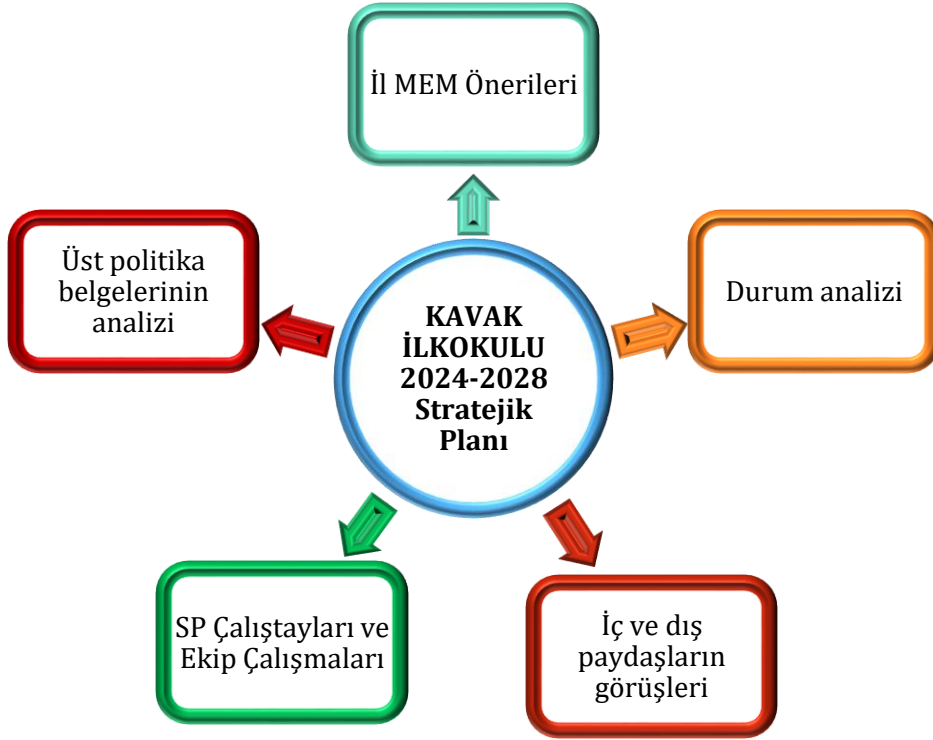 İl MEM Önerileri
Üst politika
belgelerinin
analizi
Durum analizi
KAVAK
İLKOKULU
2024-2028
Stratejik
Planı
SP Çalıştayları ve
Ekip Çalışmaları
İç ve dış
paydaşların
görüşleri